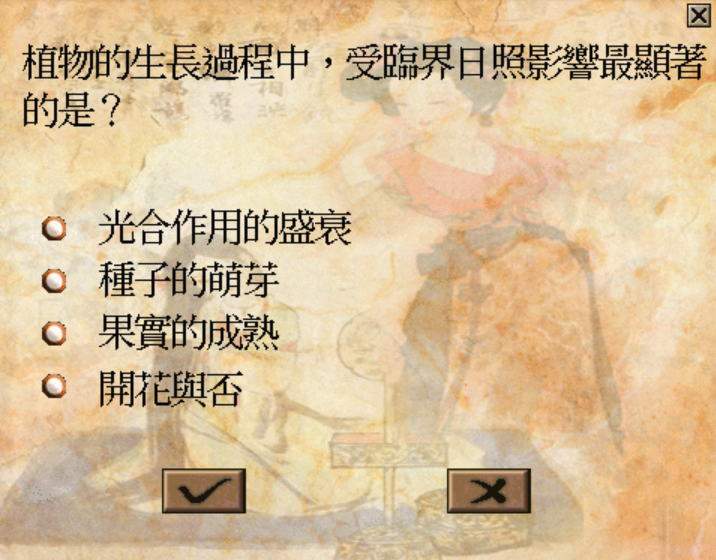 植物的生長過程中，受臨界日照影響最顯著
的是？
光合作用的盛衰
種子的萌芽
果實的成熟
開花與否